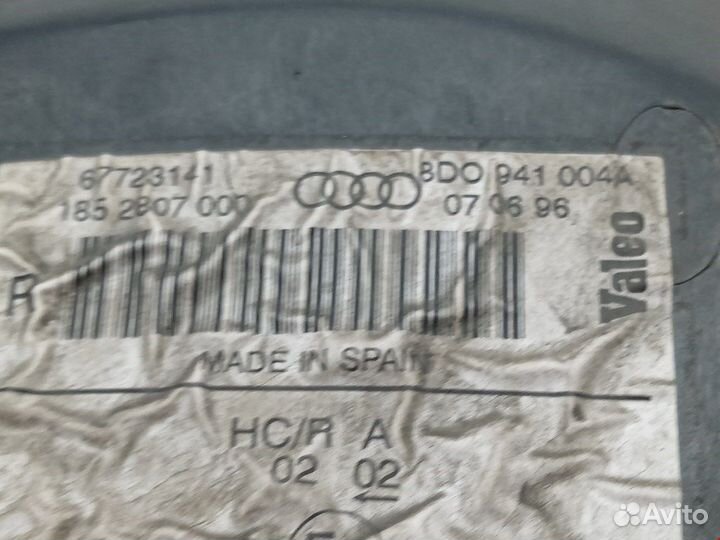 67723141
8D0 941 004A
185 2807 000
07 06 96
R
Valeo
MADE IN SPAIN
HC/R A
02 02
E
Avito